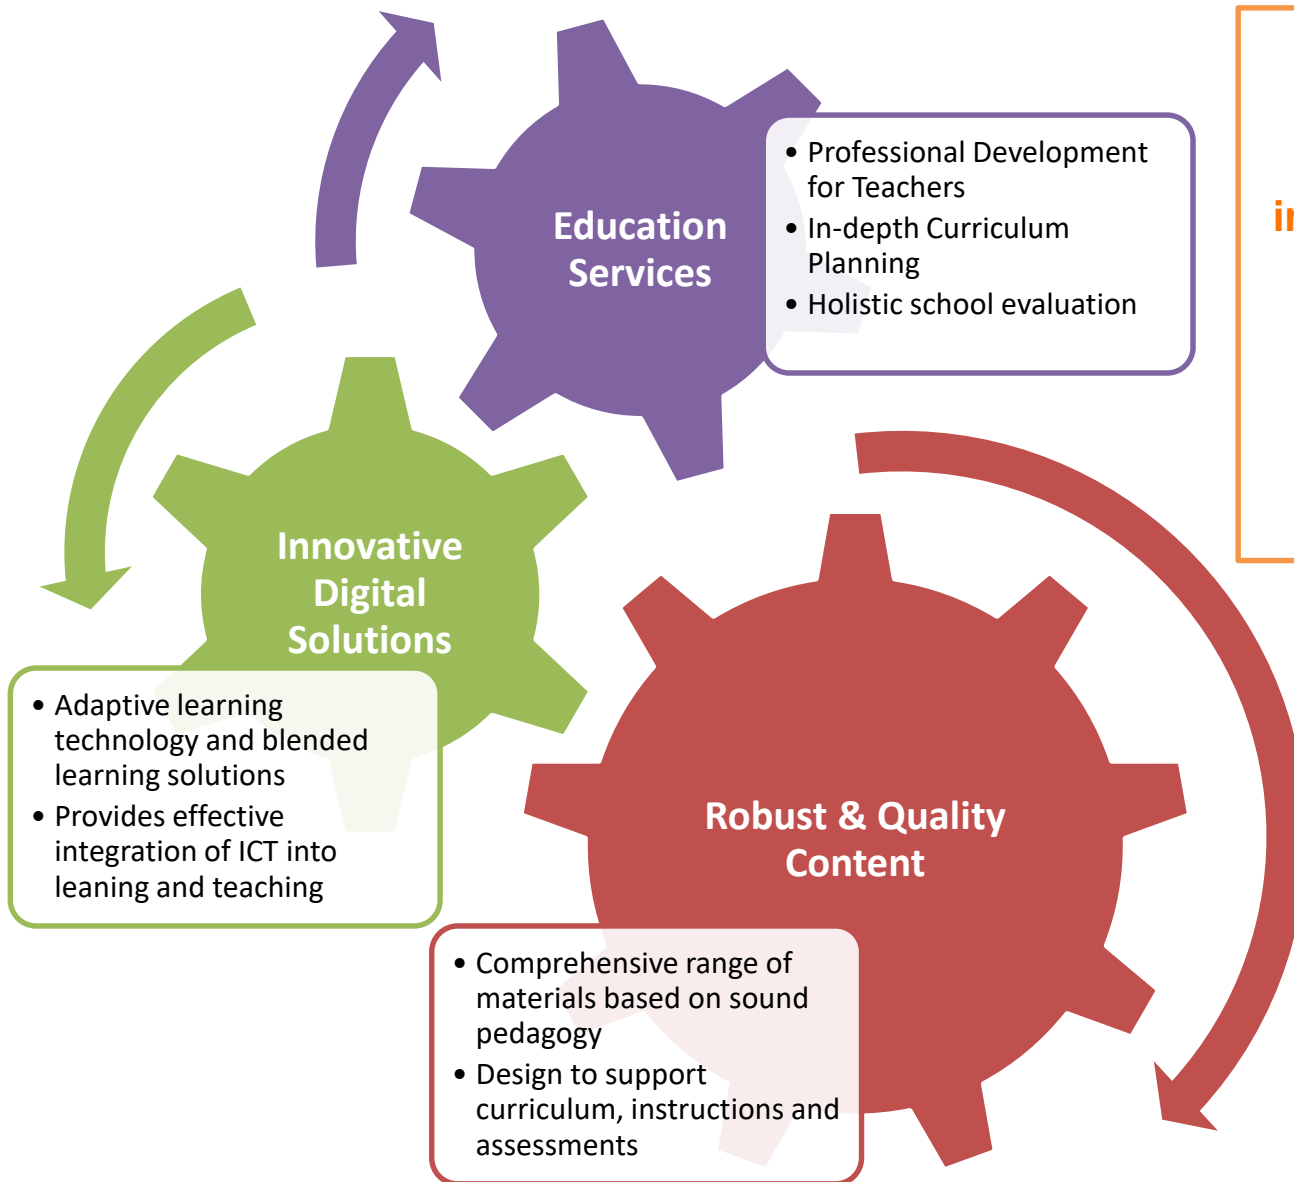 Education
Services
• Professional Development
for Teachers
• In-depth Curriculum
Planning
• Holistic school evaluation
Innovative
Digital
Solutions
• Adaptive learning
technology and blended
learning solutions
• Provides effective
integration of ICT into
leaning and teaching
Robust & Quality
Content
• Comprehensive range of
materials based on sound
pedagogy
• Design to support
curriculum, instructions and
assessments